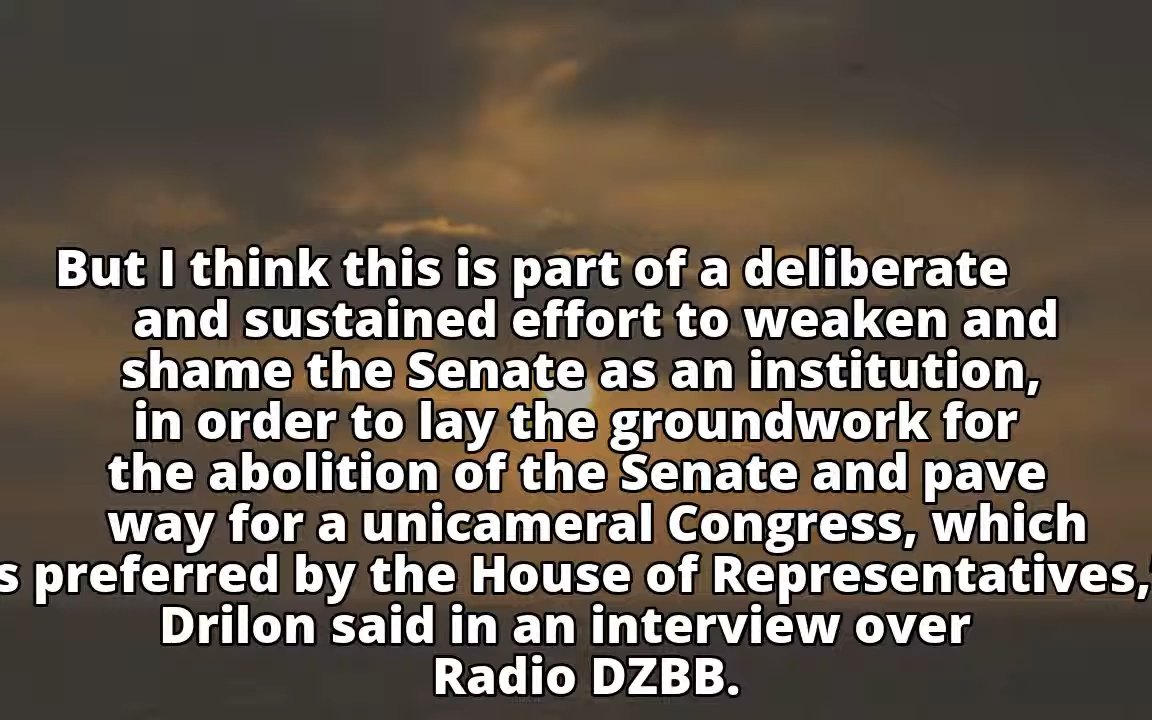 But I think this is part of a deliberate
and sustained effort to weaken and
shame the Senate as an institution,
in order to lay the groundwork for
the abolition of the Senate and pave
way for a unicameral Congress, which
s preferred by the House of Representatives,
Drilon said in an interview over
Radio DZBB.